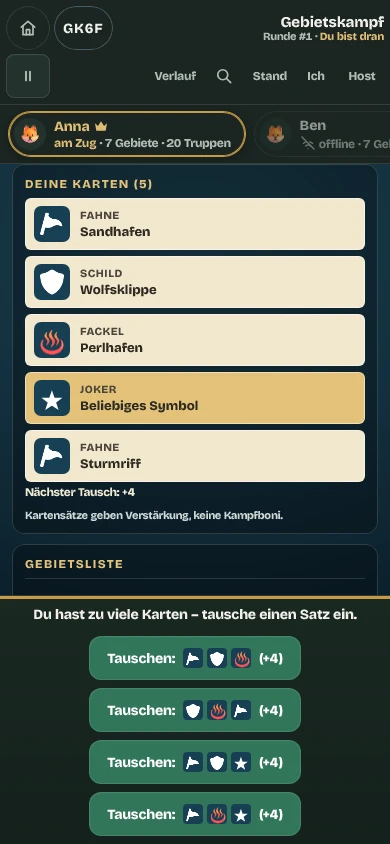 GK6F
Gebietskampf
Runde #1 · Du bist dran
Verlauf
Stand
Ich
Host
Anna
am Zug · 7 Gebiete · 20 Truppen
Ben
offline · 7 Ge
DEINE KARTEN (5)
FAHNE
Sandhafen
SCHILD
Wolfsklippe
FACKEL
Perlhafen
JOKER
Beliebiges Symbol
FAHNE
Sturmriff
Nächster Tausch: +4
Kartensätze geben Verstärkung, keine Kampfboni.
GEBIETSLISTE
Du hast zu viele Karten – tausche einen Satz ein.
Tauschen: (+4)
Tauschen: (+4)
Tauschen: (+4)
Tauschen: (+4)